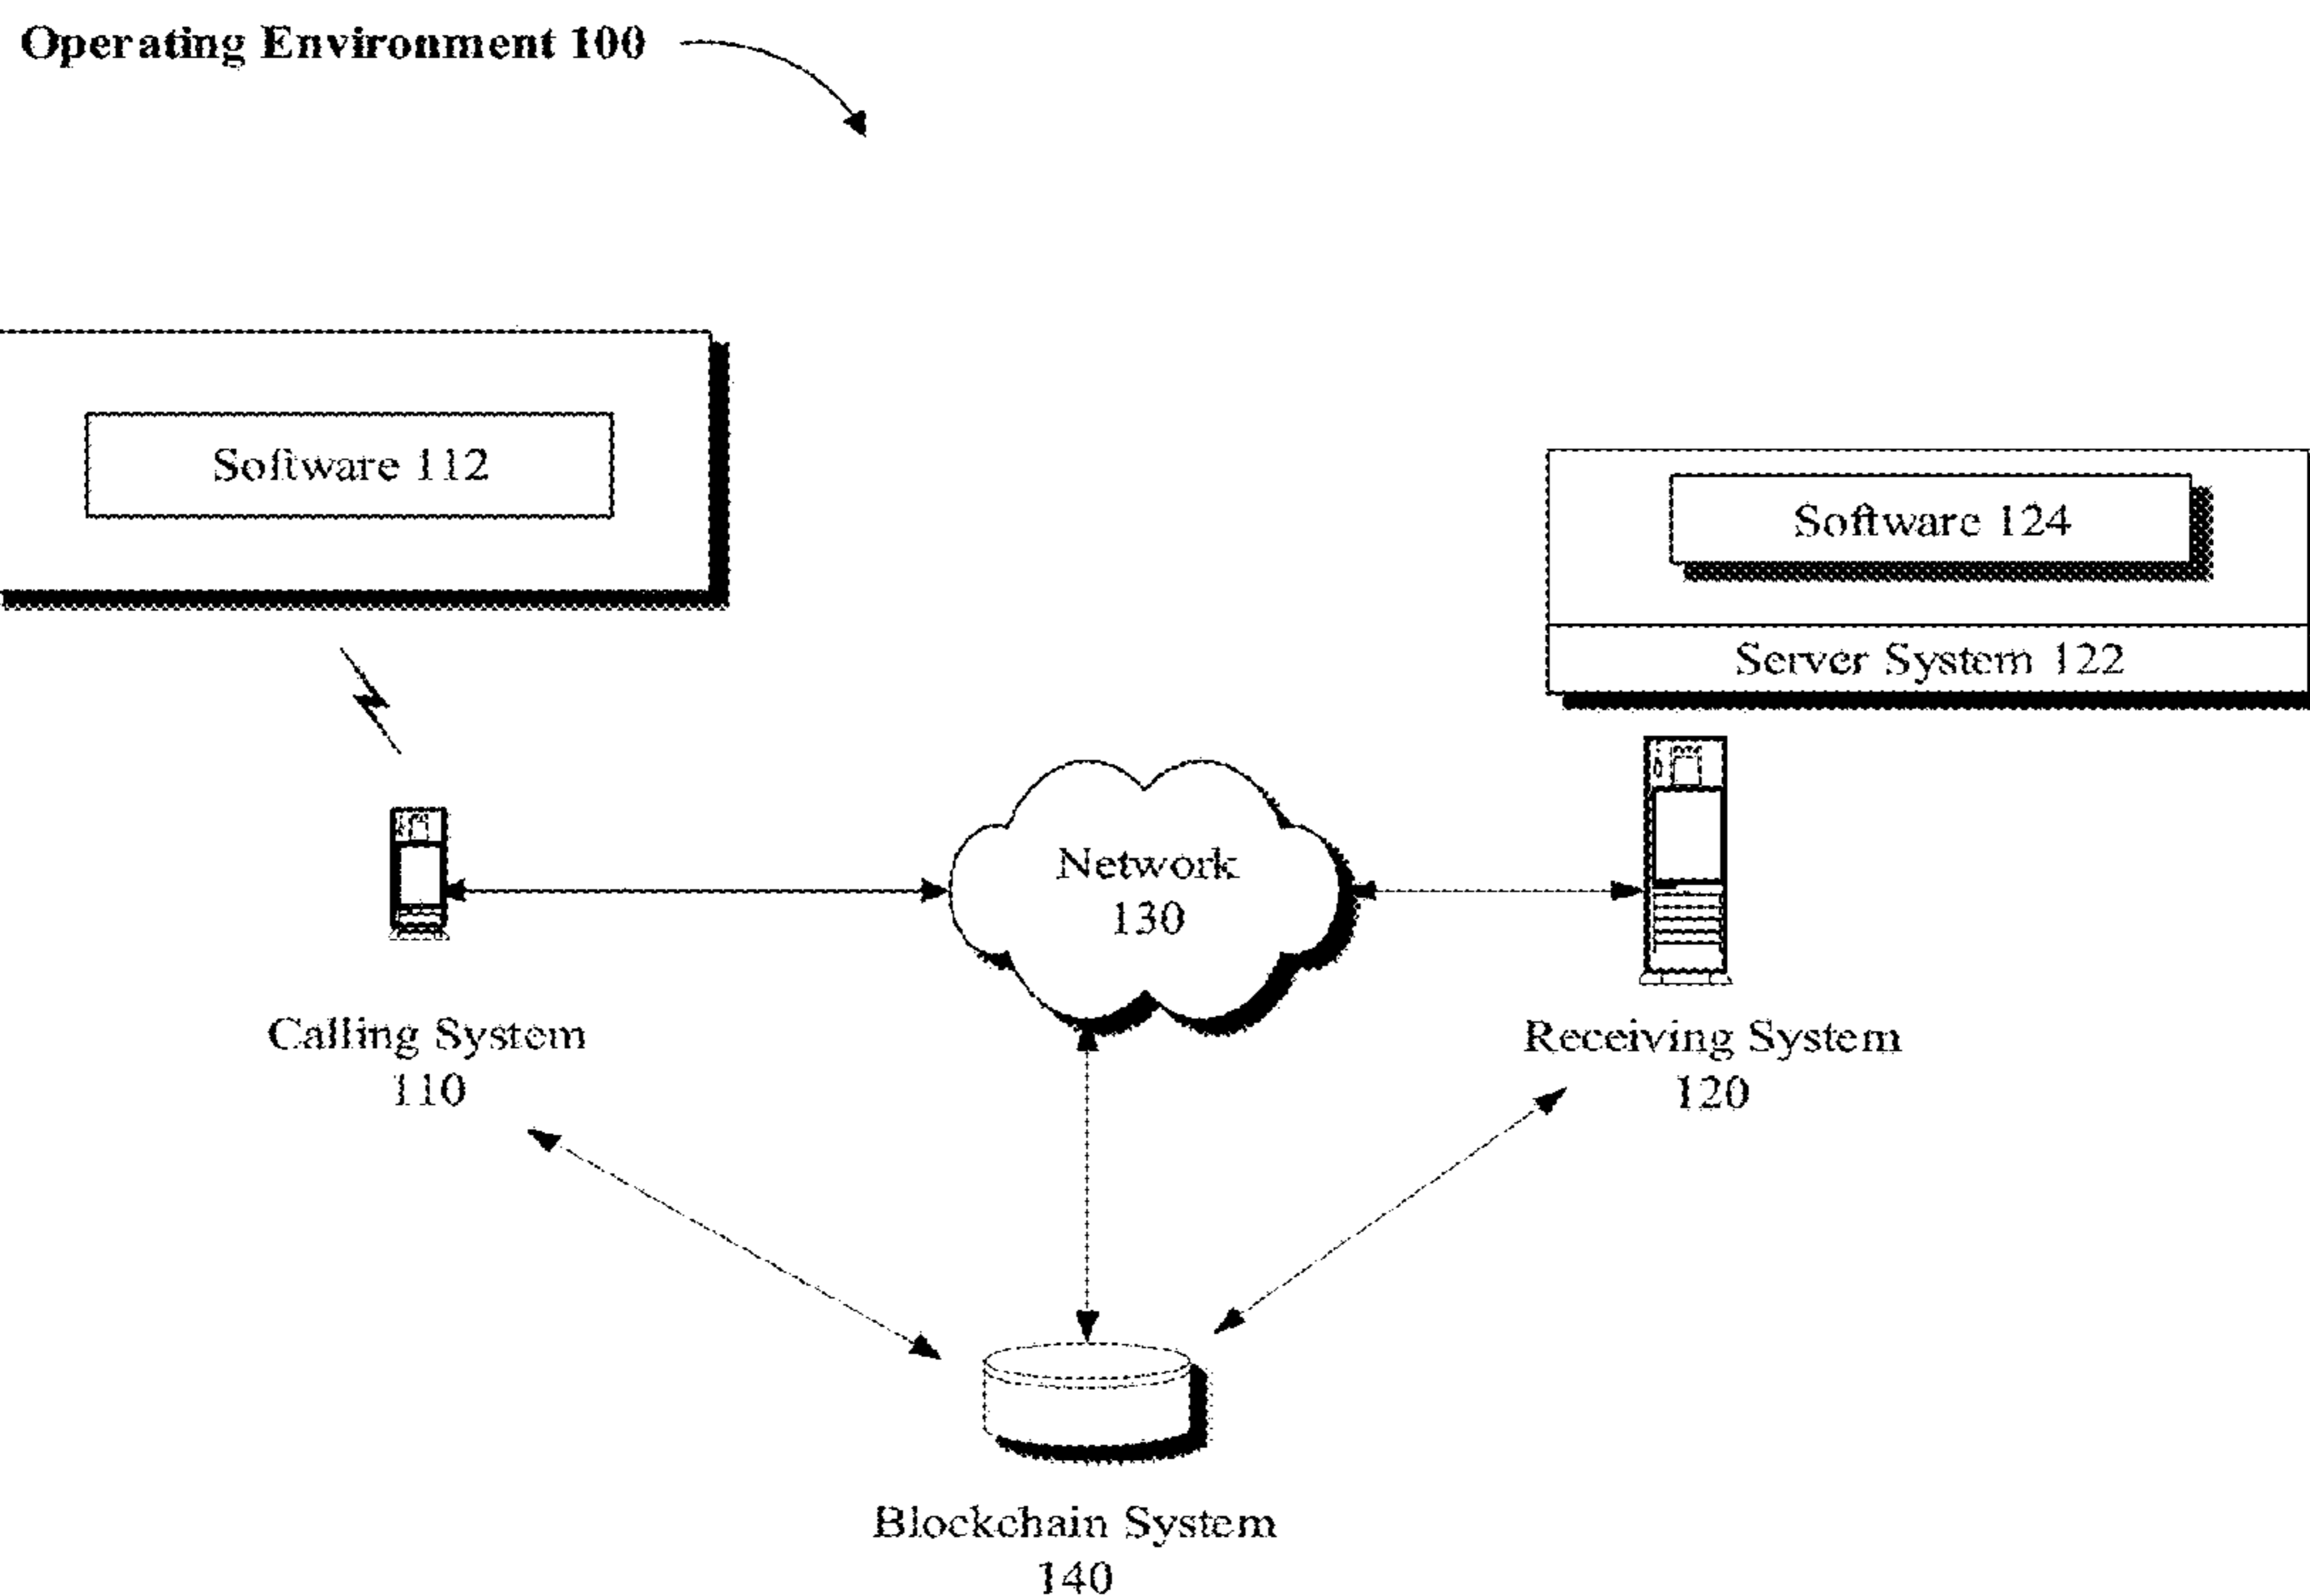 Operating Environment 100
Software 112
Software 124
Server System 122
Network
130
Calling System
110
Receiving System
120
Blockchain System
140